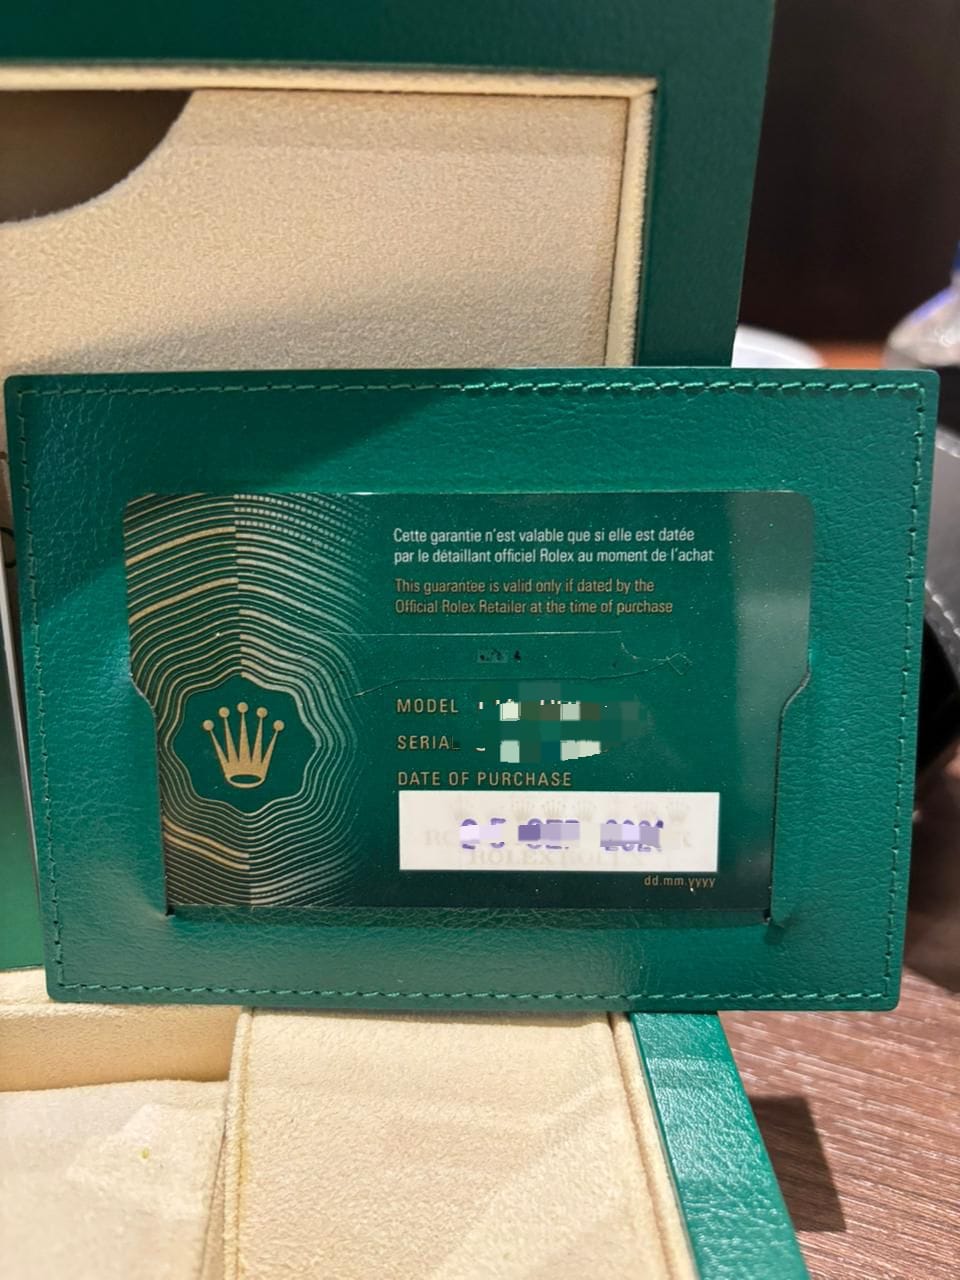 Cette garantie n'est valable que si elle est datée
par le détaillant officiel Rolex au moment de l'achat
This guarantee is valid only if dated by the
Official Rolex Retailer at the time of purchase
MODEL
SERIAL
DATE OF PURCHASE
ROLEX
dd.mm.yyyy